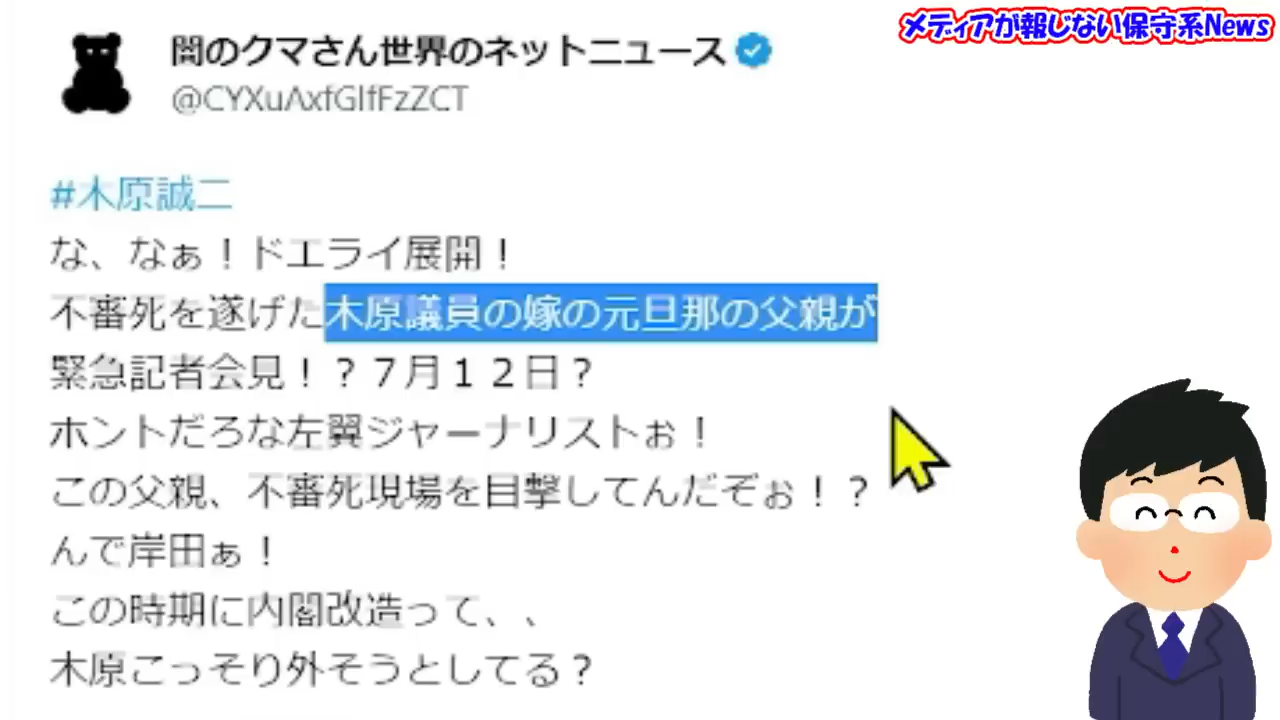 メディアが報じない保守系News
闇のクマさん世界のネットニュース
@CYXuAxfGlfFzZCT
#木原誠二
な、なぁ！ドエライ展開！
不審死を遂げた木原議員の嫁の元旦那の父親が
緊急記者会見！？７月１２日？
ホントだろな左翼ジャーナリストぉ！
この父親、不審死現場を目撃してんだぞぉ！？
んで岸田ぁ！
この時期に内閣改造って、、
木原こっそり外そうとしてる？